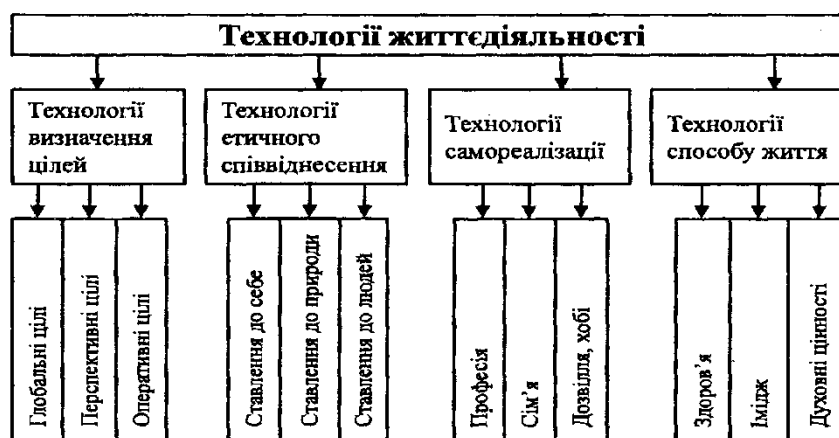 Технології життєдіяльності
Технології
визначення
цілей
Технології
етичного
співвіднесення
Технології
самореалізації
Технології
способу життя
Глобальні цілі
Перспективні цілі
Оперативні цілі
Ставлення до себе
Ставлення до природи
Ставлення до людей
Професія
Сім’я
Дозвілля, хобі
Здоров’я
Імідж
Духовні цінності